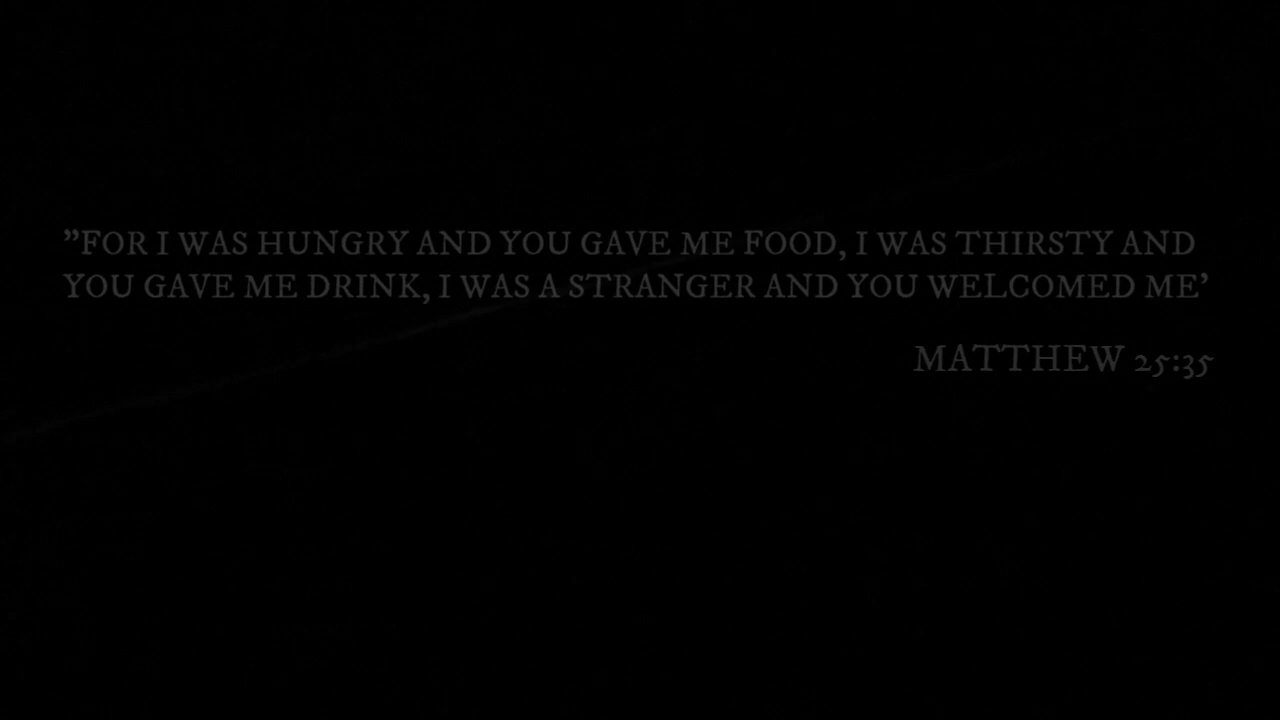 ”FOR I WAS HUNGRY AND YOU GAVE ME FOOD, I WAS THIRSTY AND
YOU GAVE ME DRINK, I WAS A STRANGER AND YOU WELCOMED ME’
MATTHEW 25:35